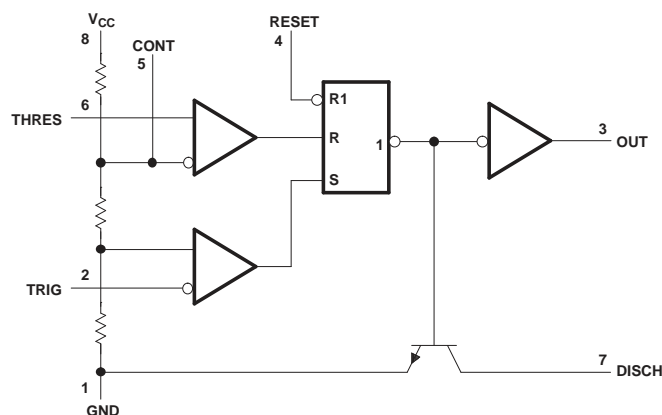 VCC
8
CONT
5
RESET
4
6
THRES
R1
R
1
S
3
OUT
2
TRIG
7
DISCH
1
GND